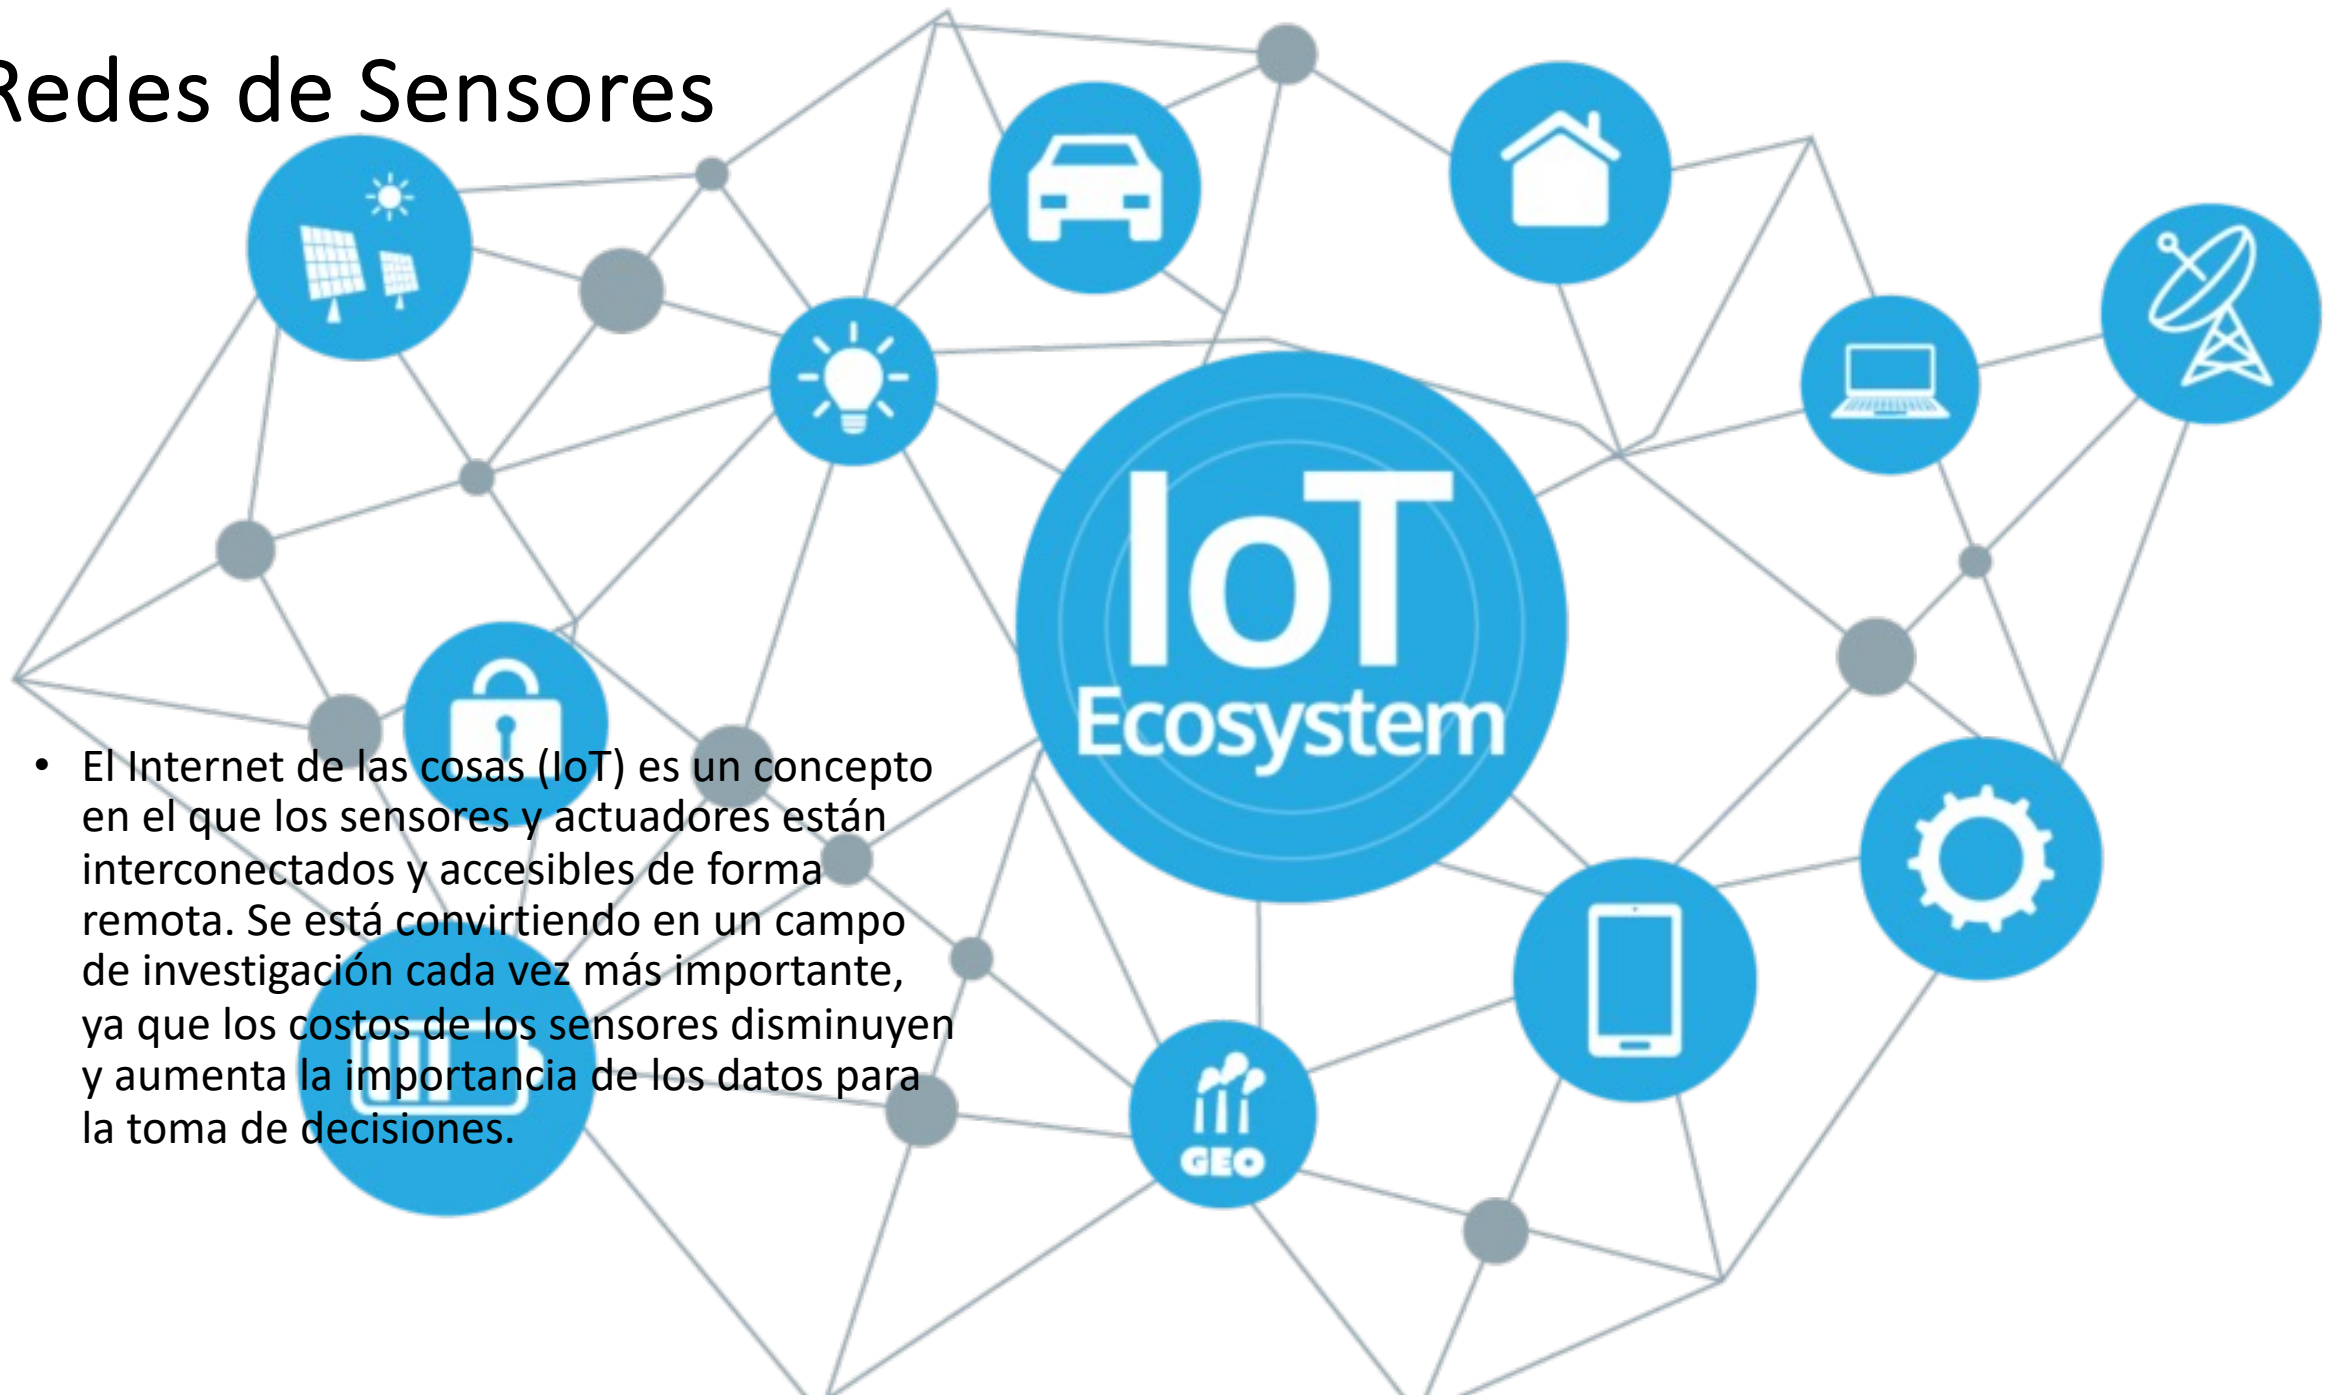 Redes de Sensores
IoT
Ecosystem
• El Internet de las cosas (IoT) es un concepto
en el que los sensores y actuadores están
interconectados y accesibles de forma
remota. Se está convirtiendo en un campo
de investigación cada vez más importante,
ya que los costos de los sensores disminuyen
y aumenta la importancia de los datos para
la toma de decisiones.
GEO